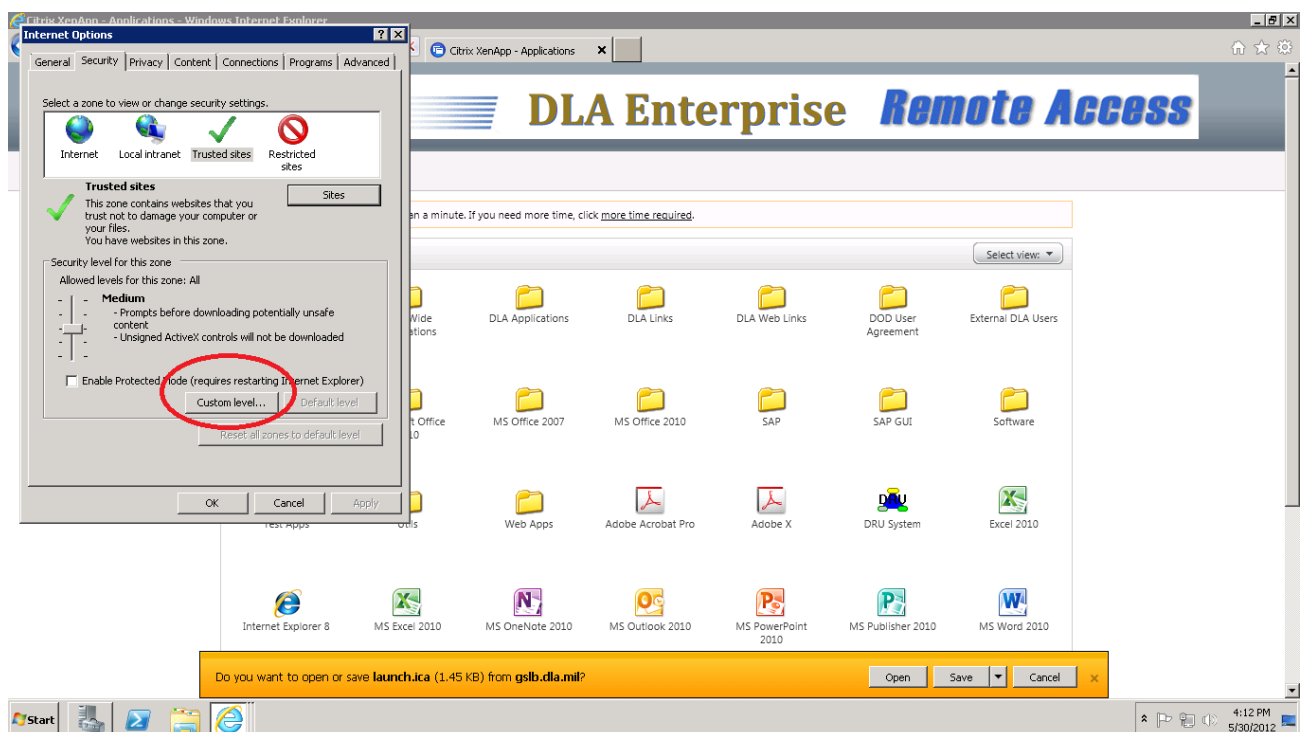 Citrix XenApp - Applications - Windows Internet Explorer
Internet Options
General Security Privacy Content Connections Programs Advanced
Citrix XenApp - Applications
DLA Enterprise Remote Access
Select a zone to view or change security settings.
Internet Local intranet Trusted sites Restricted
sites
Trusted sites
Sites
This zone contains websites that you
trust not to damage your computer or
your files.
You have websites in this zone.
an a minute. If you need more time, click more time required.
Select view:
Security level for this zone
Allowed levels for this zone: All
Medium
- Prompts before downloading potentially unsafe
content
- Unsigned ActiveX controls will not be downloaded
Enable Protected Mode (requires restarting Internet Explorer)
Custom level... Default level
Reset all zones to default level
OK Cancel Apply
Wide DLA Applications DLA Links DLA Web Links DOD User External DLA Users
ations Agreement
t Office MS Office 2007 MS Office 2010 SAP SAP GUI Software
10
Test Apps Utils Web Apps Adobe Acrobat Pro Adobe X DRU System Excel 2010
DRU
Internet Explorer 8 MS Excel 2010 MS OneNote 2010 MS Outlook 2010 MS PowerPoint MS Publisher 2010 MS Word 2010
2010
Do you want to open or save launch.ica (1.45 KB) from gslb.dla.mil?
Open Save Cancel
Start
4:12 PM
5/30/2012